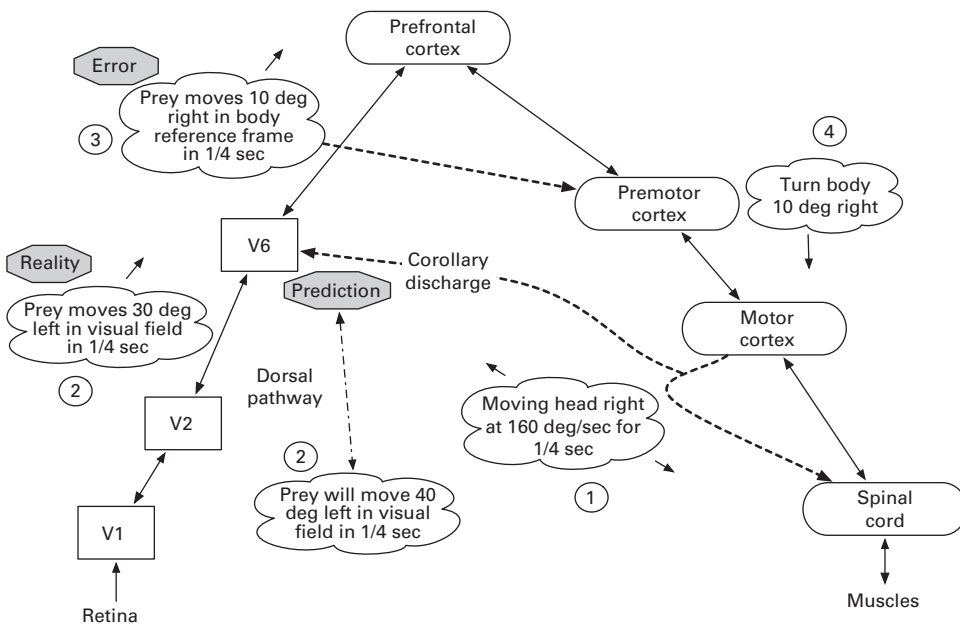 Prefrontal
cortex
Error
Prey moves 10 deg
right in body
reference frame
in 1/4 sec
3
4
Premotor
cortex
Turn body
10 deg right
V6
Reality
Corollary
discharge
Prediction
Prey moves 30 deg
left in visual field
in 1/4 sec
Motor
cortex
2
Dorsal
pathway
Moving head right
at 160 deg/sec for
1/4 sec
V2
2
1
Prey will move 40
deg left in visual
field in 1/4 sec
Spinal
cord
V1
Retina
Muscles